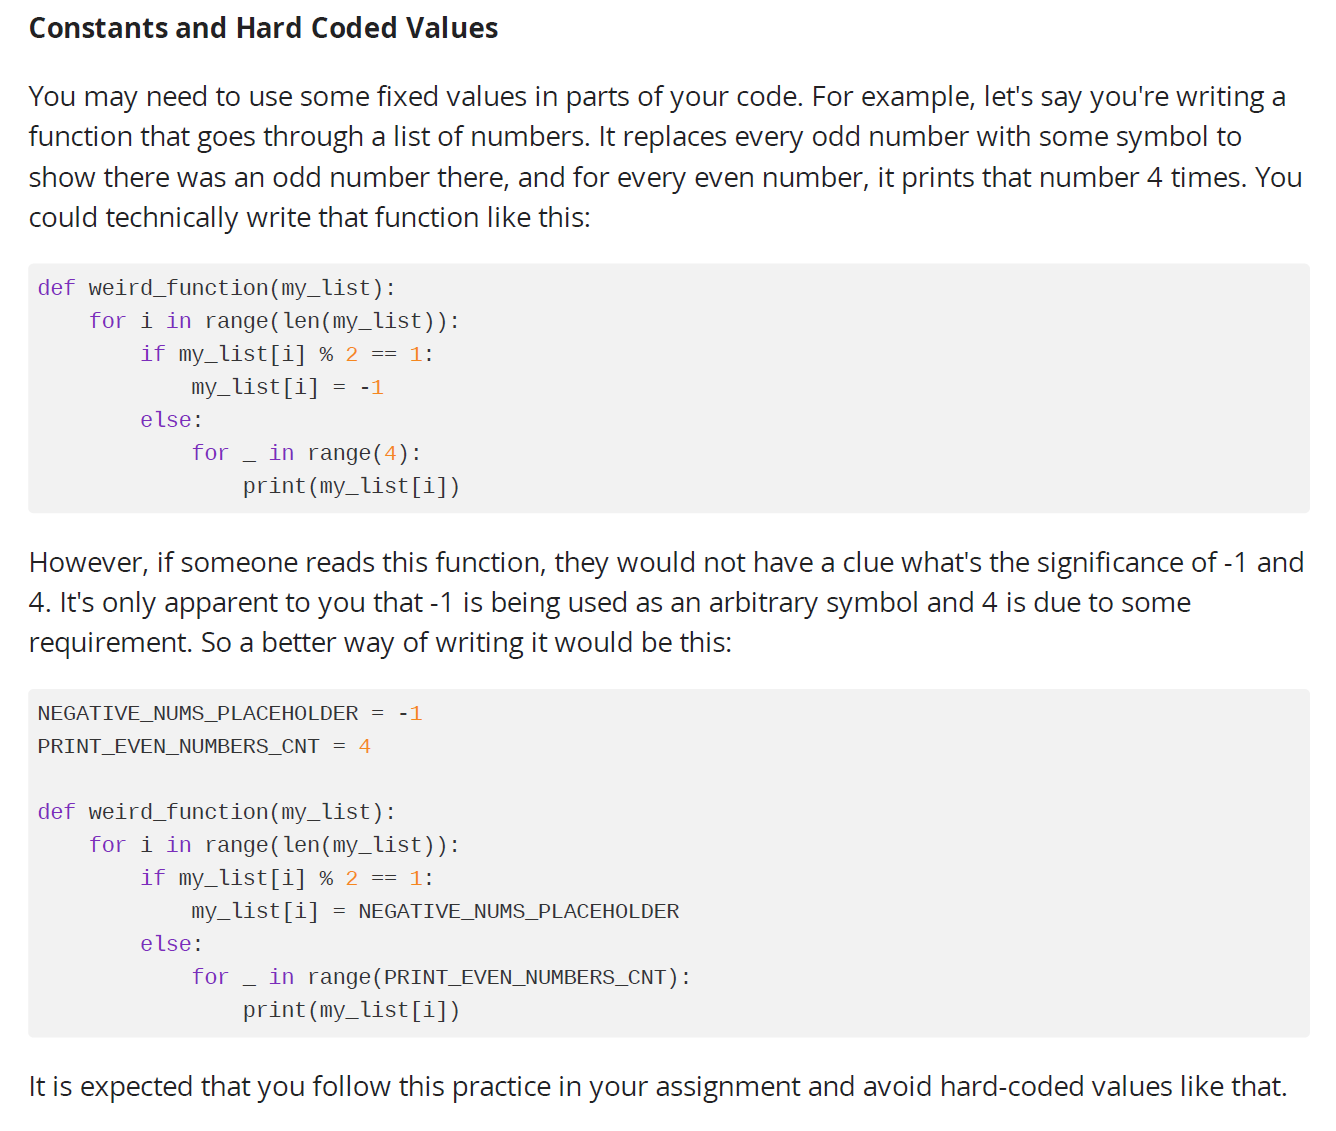 Constants and Hard Coded Values
You may need to use some fixed values in parts of your code. For example, let's say you're writing a
function that goes through a list of numbers. It replaces every odd number with some symbol to
show there was an odd number there, and for every even number, it prints that number 4 times. You
could technically write that function like this:
def weird_function(my_list):
    for i in range(len(my_list)):
        if my_list[i] % 2 == 1:
            my_list[i] = -1
        else:
            for _ in range(4):
                print(my_list[i])
However, if someone reads this function, they would not have a clue what's the significance of -1 and
4. It's only apparent to you that -1 is being used as an arbitrary symbol and 4 is due to some
requirement. So a better way of writing it would be this:
NEGATIVE_NUMS_PLACEHOLDER = -1
PRINT_EVEN_NUMBERS_CNT = 4
def weird_function(my_list):
    for i in range(len(my_list)):
        if my_list[i] % 2 == 1:
            my_list[i] = NEGATIVE_NUMS_PLACEHOLDER
        else:
            for _ in range(PRINT_EVEN_NUMBERS_CNT):
                print(my_list[i])
It is expected that you follow this practice in your assignment and avoid hard-coded values like that.